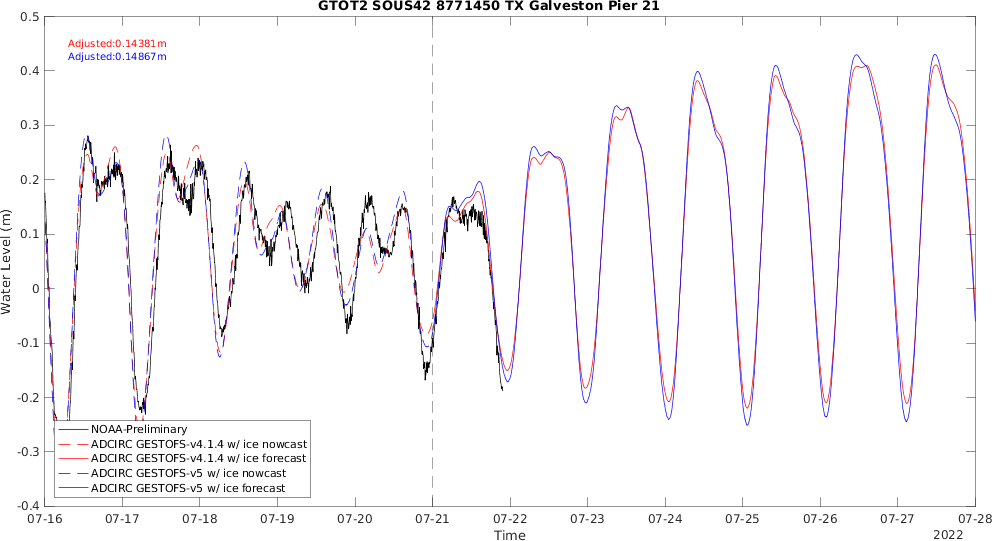 GTOT2 SOUS42 8771450 TX Galveston Pier 21
Adjusted:0.14381m
Adjusted:0.14867m
0.5
0.4
0.3
0.2
0.1
0
-0.1
-0.2
-0.3
-0.4
Water Level (m)
NOAA-Preliminary
ADCIRC GESTOFS-v4.1.4 w/ ice nowcast
ADCIRC GESTOFS-v4.1.4 w/ ice forecast
ADCIRC GESTOFS-v5 w/ ice nowcast
ADCIRC GESTOFS-v5 w/ ice forecast
07-16 07-17 07-18 07-19 07-20 07-21 07-22 07-23 07-24 07-25 07-26 07-27 07-28
Time
2022